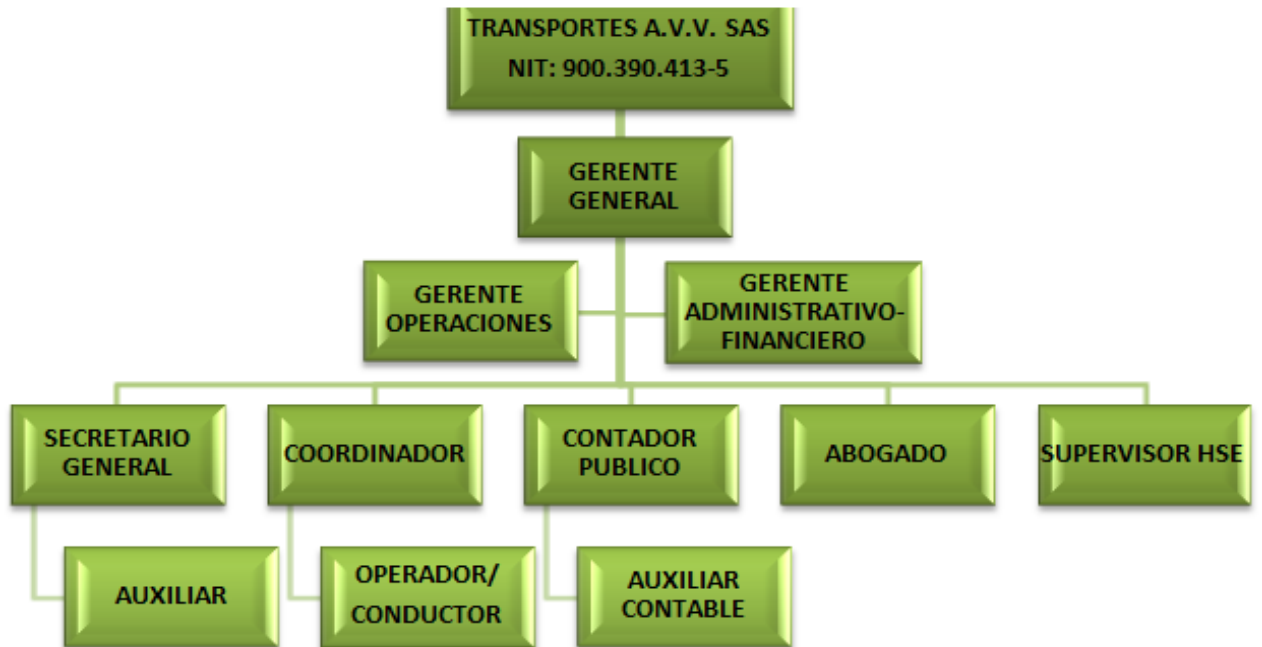 TRANSPORTES A.V.V. SAS
NIT: 900.390.413-5
GERENTE
GENERAL
GERENTE
OPERACIONES
GERENTE
ADMINISTRATIVO-
FINANCIERO
SECRETARIO
GENERAL
COORDINADOR
CONTADOR
PUBLICO
ABOGADO
SUPERVISOR HSE
AUXILIAR
OPERADOR/
CONDUCTOR
AUXILIAR
CONTABLE